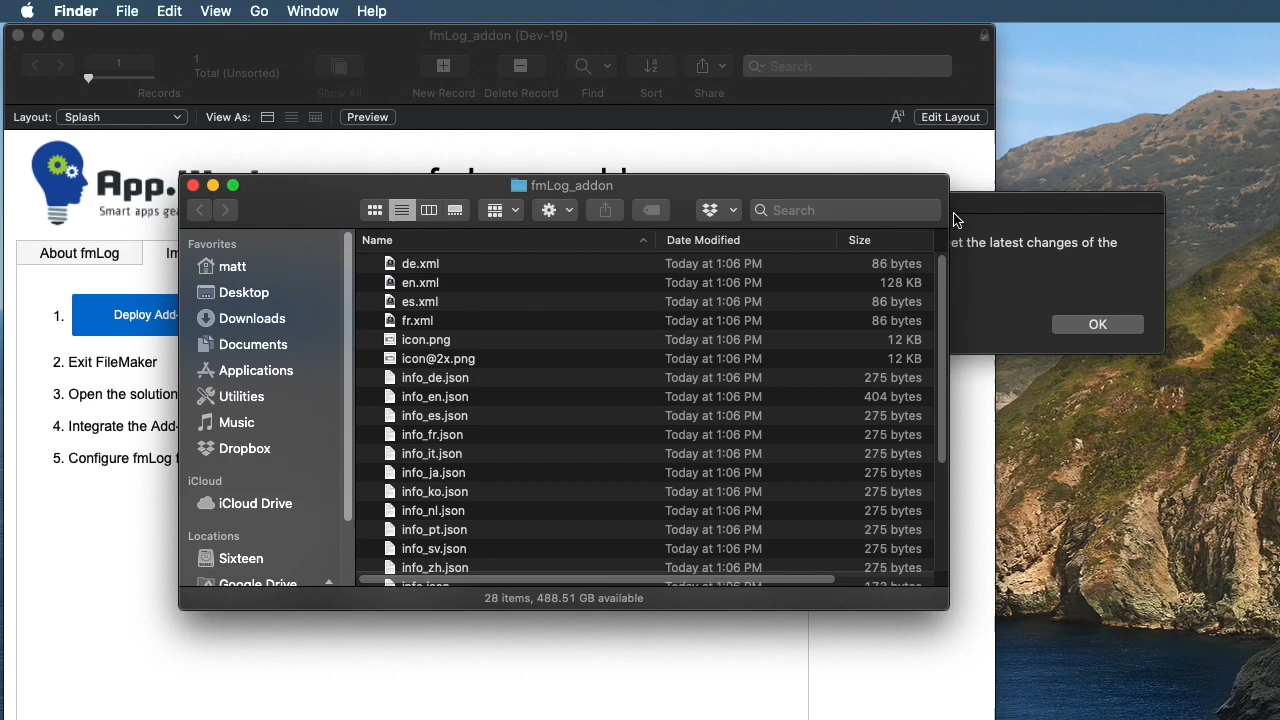 Finder File Edit View Go Window Help
fmLog_addon (Dev-19)
1
1
Total (Unsorted)
Search
Records
Show All
New Record
Delete Record
Find
Sort
Share
Layout: Splash
View As:
Preview
Aa
Edit Layout
App.
Smart apps
About fmLog
1. Deploy Add-
2. Exit FileMaker
3. Open the solution
4. Integrate the Add-
5. Configure fmLog
fmLog_addon
Search
Favorites
matt
Desktop
Downloads
Documents
Applications
Utilities
Music
Dropbox
iCloud
iCloud Drive
Locations
Sixteen
Google Drive
Name Date Modified Size
de.xml Today at 1:06 PM 86 bytes
en.xml Today at 1:06 PM 128 KB
es.xml Today at 1:06 PM 86 bytes
fr.xml Today at 1:06 PM 86 bytes
icon.png Today at 1:06 PM 12 KB
icon@2x.png Today at 1:06 PM 12 KB
info_de.json Today at 1:06 PM 275 bytes
info_en.json Today at 1:06 PM 404 bytes
info_es.json Today at 1:06 PM 275 bytes
info_fr.json Today at 1:06 PM 275 bytes
info_it.json Today at 1:06 PM 275 bytes
info_ja.json Today at 1:06 PM 275 bytes
info_ko.json Today at 1:06 PM 275 bytes
info_nl.json Today at 1:06 PM 275 bytes
info_pt.json Today at 1:06 PM 275 bytes
info_sv.json Today at 1:06 PM 275 bytes
info_zh.json Today at 1:06 PM 275 bytes
28 items, 488.51 GB available
et the latest changes of the
OK